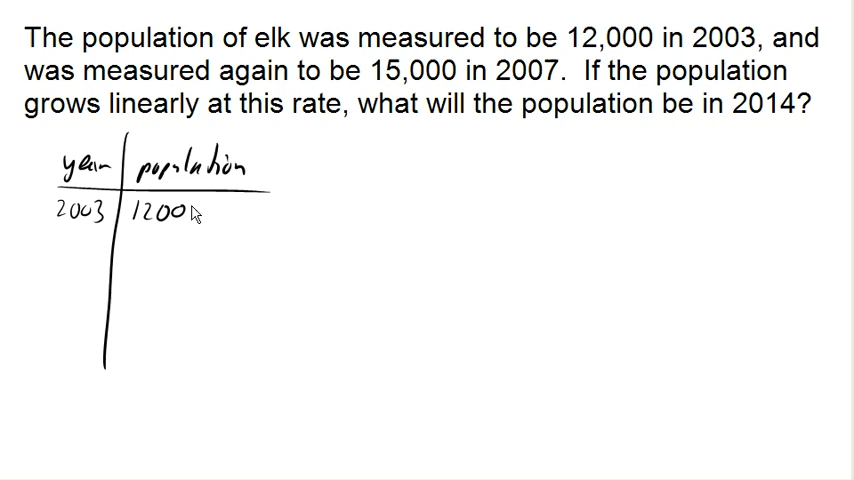 The population of elk was measured to be 12,000 in 2003, and
was measured again to be 15,000 in 2007.  If the population
grows linearly at this rate, what will the population be in 2014?
year population
2003 1200